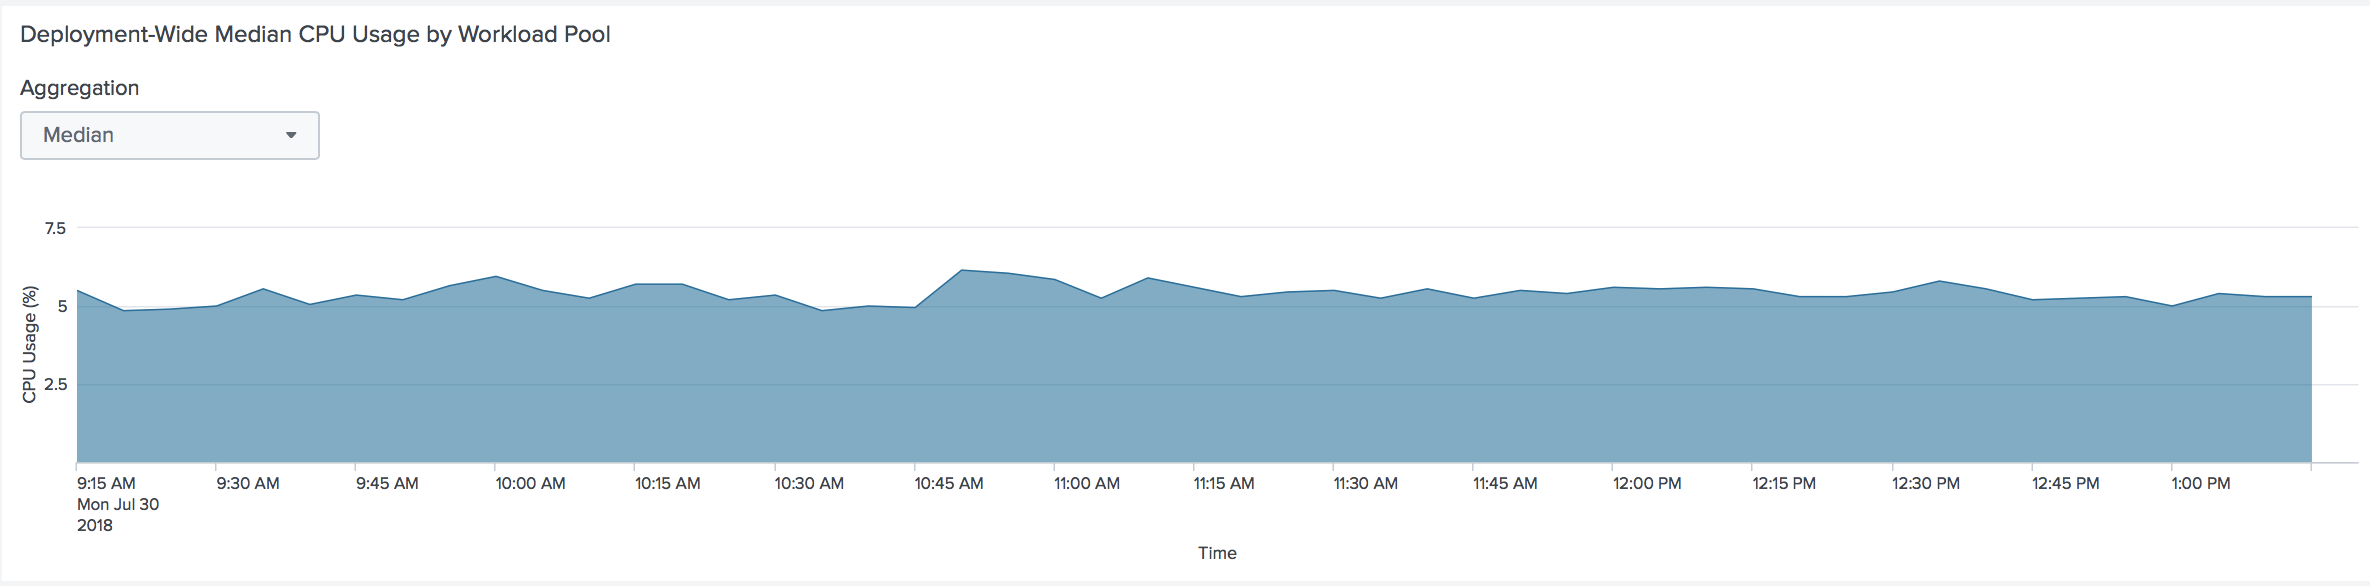 Deployment-Wide Median CPU Usage by Workload Pool
Aggregation
Median
7.5
5
2.5
CPU Usage (%)
9:15 AM 9:30 AM 9:45 AM 10:00 AM 10:15 AM 10:30 AM 10:45 AM 11:00 AM 11:15 AM 11:30 AM 11:45 AM 12:00 PM 12:15 PM 12:30 PM 12:45 PM 1:00 PM
Mon Jul 30
2018
Time